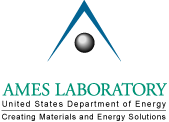 AMES LABORATORY
United States Department of Energy
Creating Materials and Energy Solutions